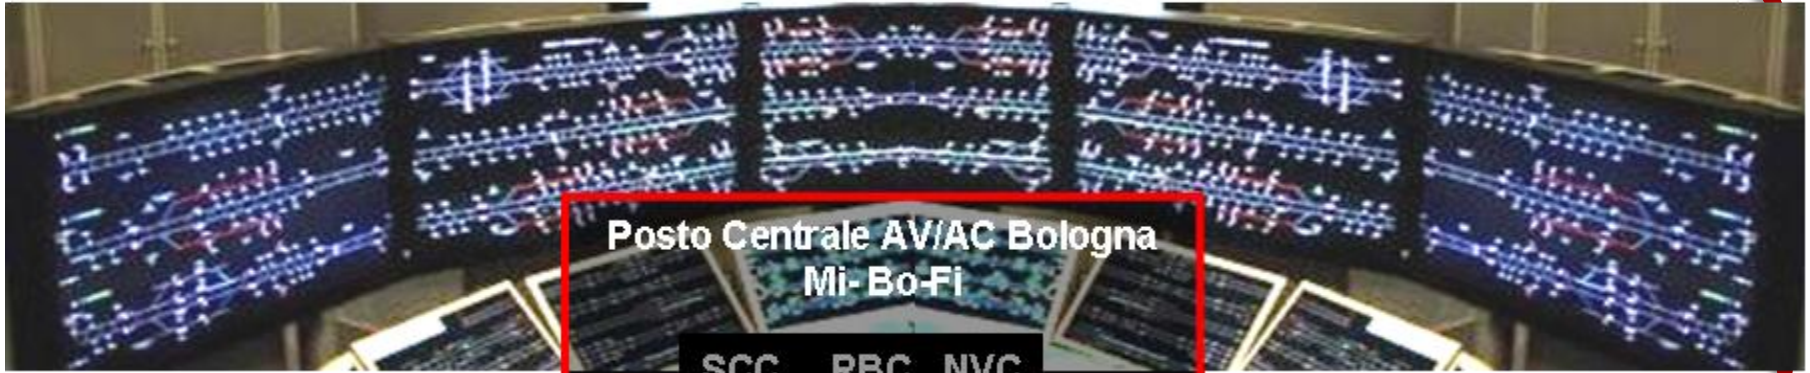 Posto Centrale AV/AC Bologna
Mi- Bo-Fi
SCC RBC NVC